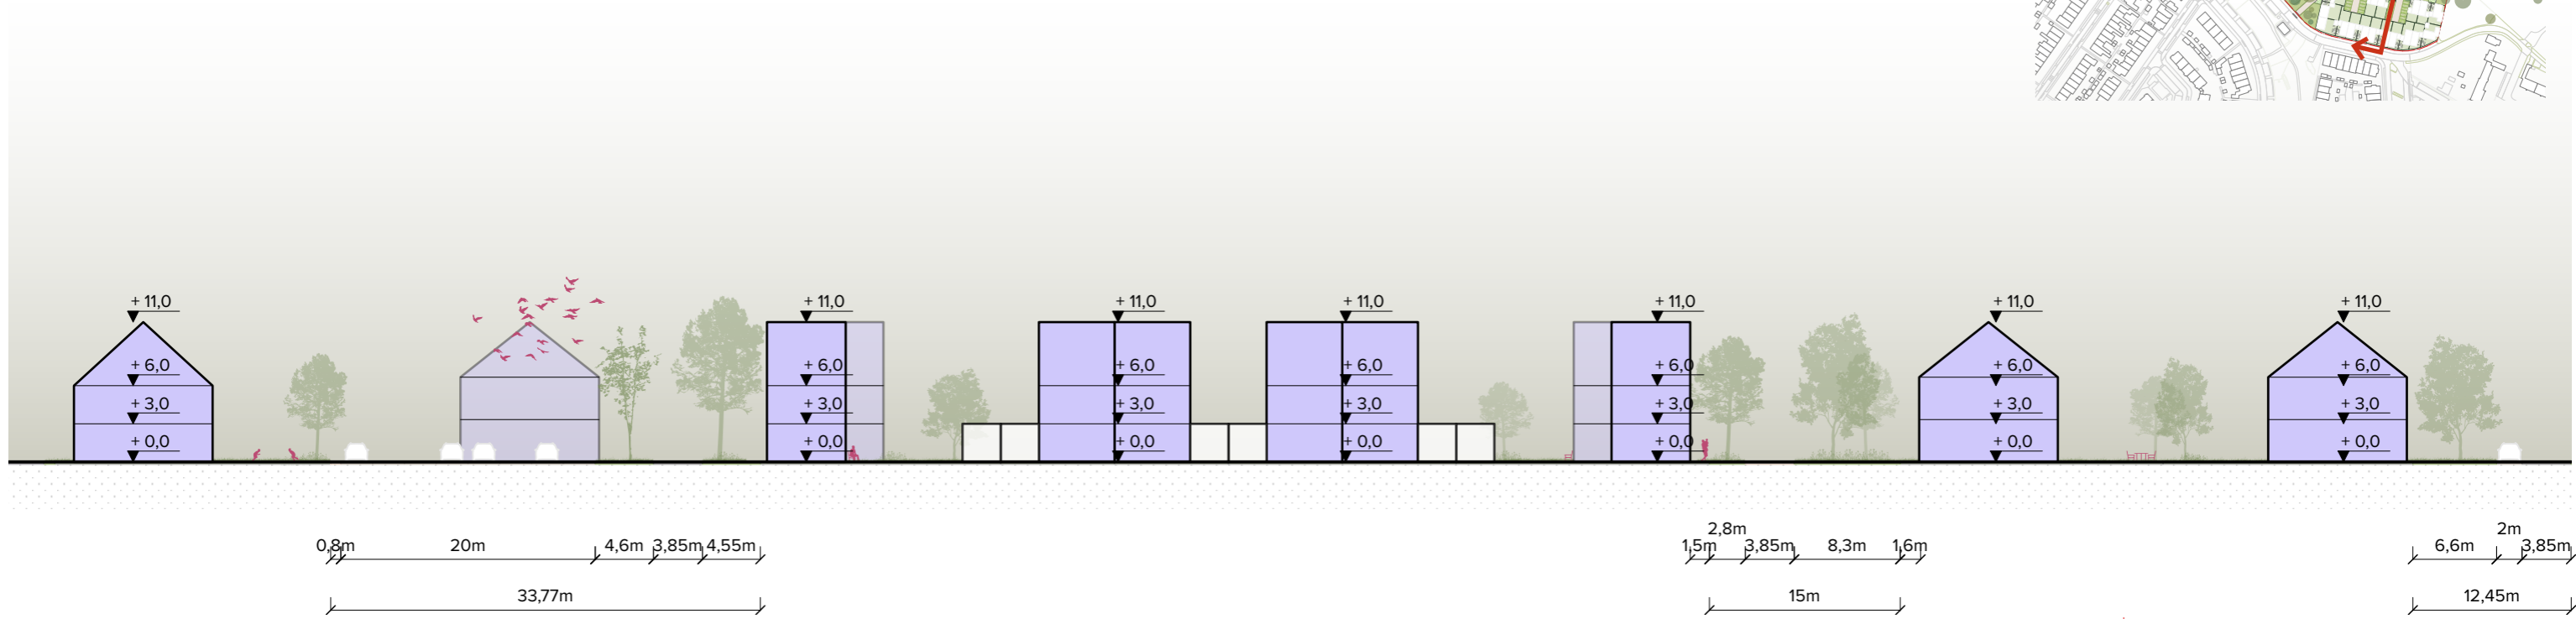 + 11,0 + 11,0 + 11,0 + 11,0 + 11,0 + 11,0 + 11,0
+ 6,0 + 6,0 + 6,0 + 6,0 + 6,0 + 6,0 + 6,0
+ 3,0 + 3,0 + 3,0 + 3,0 + 3,0 + 3,0 + 3,0
+ 0,0 + 0,0 + 0,0 + 0,0 + 0,0 + 0,0 + 0,0
2,8m 2m
0,8m 20m 4,6m 3,85m 4,55m 1,5m 3,85m 8,3m 1,6m 6,6m 3,85m
33,77m 15m 12,45m